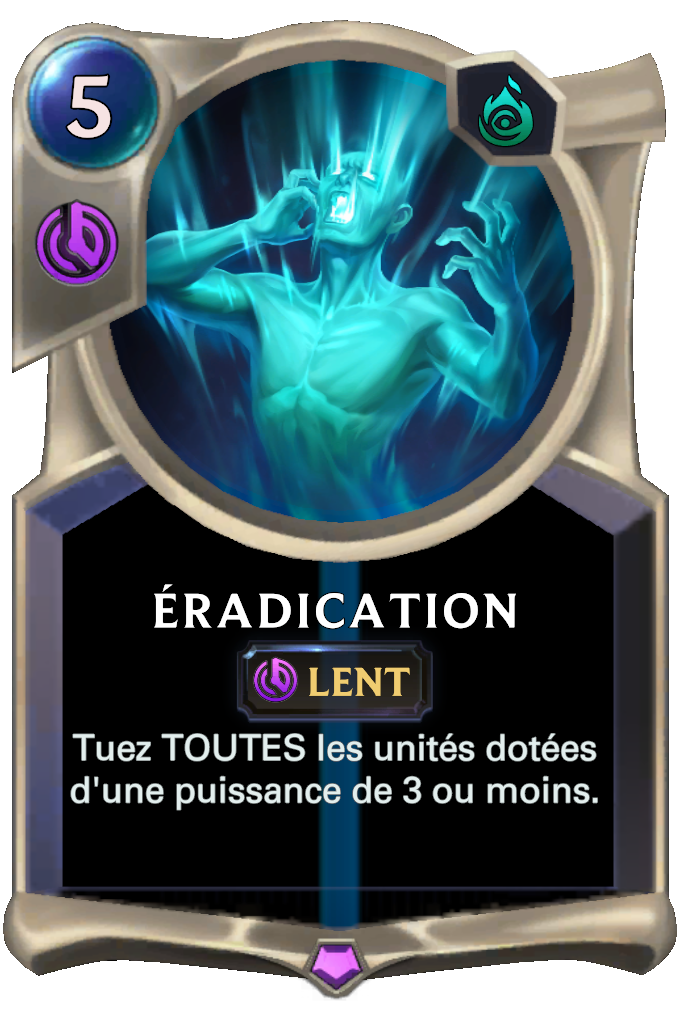 5
ÉRADICATION
LENT
Tuez TOUTES les unités dotées
d'une puissance de 3 ou moins.